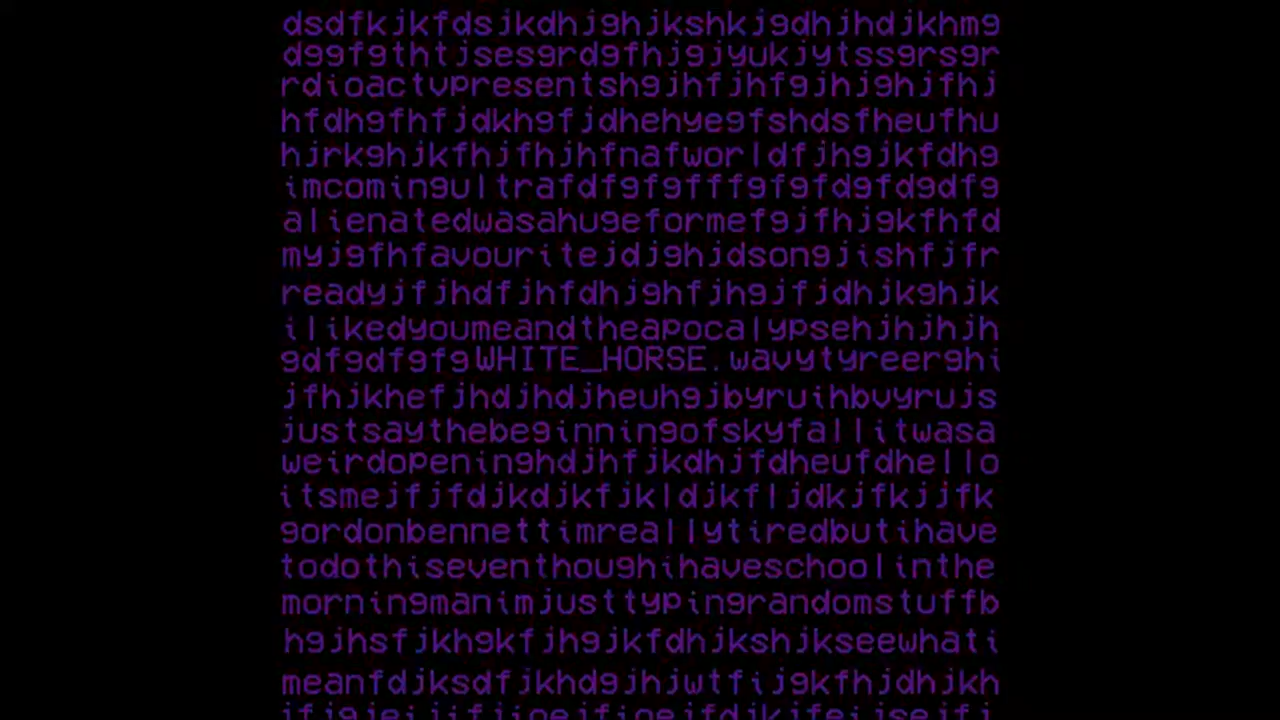 dsdfkjkfdsjkdhjghjkshkjgdhjhdjkhmg
dggfgthtjsesgrdgfhjgjyukjytssgrsgr
rdioactvpresentshgjhfjhfgjhjghjfhj
hfdhgfhfjdkhgfjdhehyegfshdsfheufhu
hjrkghjkfhjfhjhfnafworldfjhgjkfdhg
imcomingultrafdfgfgfffgfgfdgfdgdfg
alienatedwasahugeformefgjfhjgkfhfd
myjgfhfavouritejdjghjdsongjishfjfr
readyjfjhdfjhfdhjghfjhgjfjdhjkghjk
ilikedyoumeandtheapocalypsehjhjhjh
gdfgdfgfgWHITE_HORSE.wavytyreerghi
jfhjkhefjhdjhdjheuhgjbyruihbvyrujs
justsaythebeginningofskyfallitwasa
weirdopeninghdjhfjkdhjfdheufdhello
itsmejfjfdjkdjkfjkldjkfljdkjfkjjfk
gordonbennettimreallytiredbutihave
todothiseventhoughihaveschoolinthe
morningmanimjusttypingrandomstuffb
hgjhsfjkhgkfjhgjkfdhjkshjkseewhati
meanfdjksdfjkhdgjhjwtfijgkfhjdhjkh